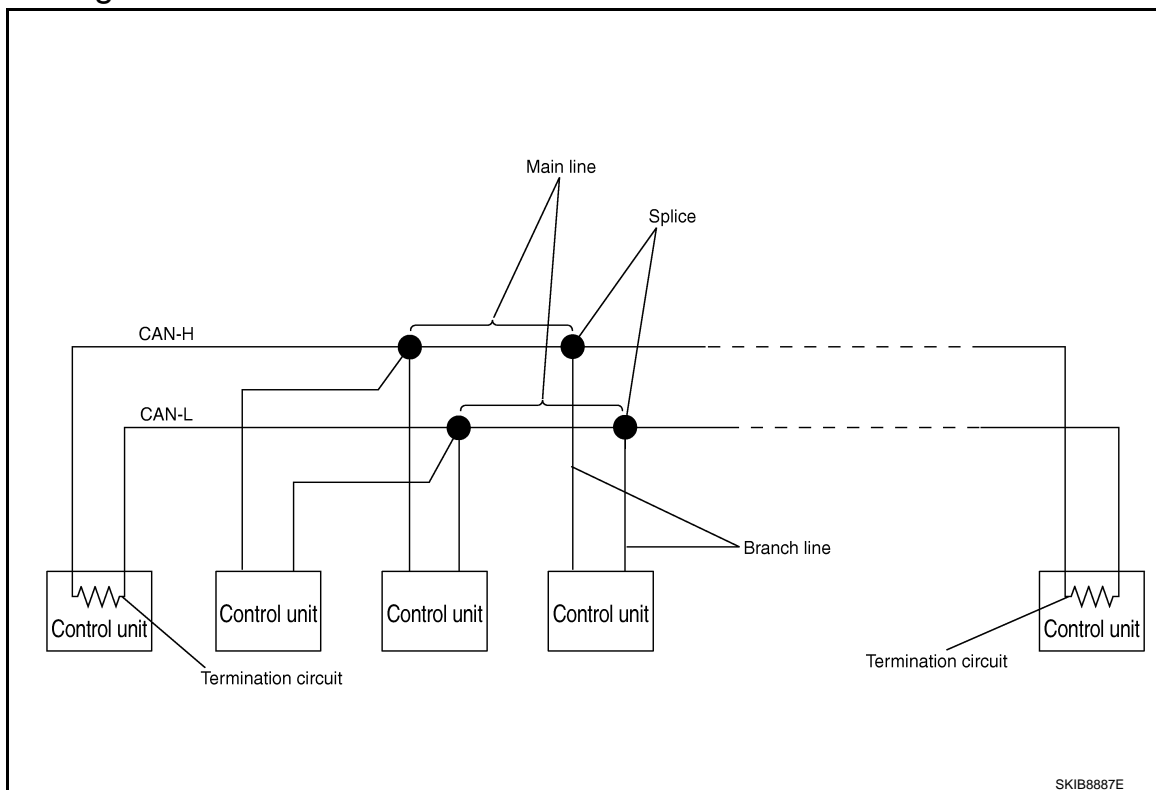 Main line
Splice
CAN-H
CAN-L
Branch line
Control unit
Control unit
Control unit
Control unit
Control unit
Termination circuit
Termination circuit
SKIB8887E